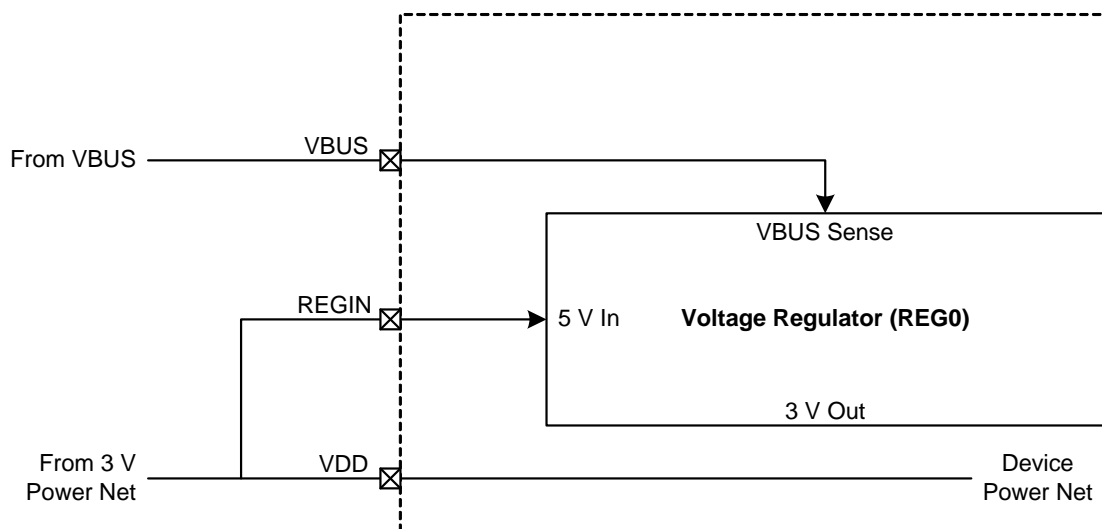 VBUS
From VBUS
VBUS Sense
REGIN
5 V In
Voltage Regulator (REG0)
3 V Out
From 3 V
Power Net
VDD
Device
Power Net